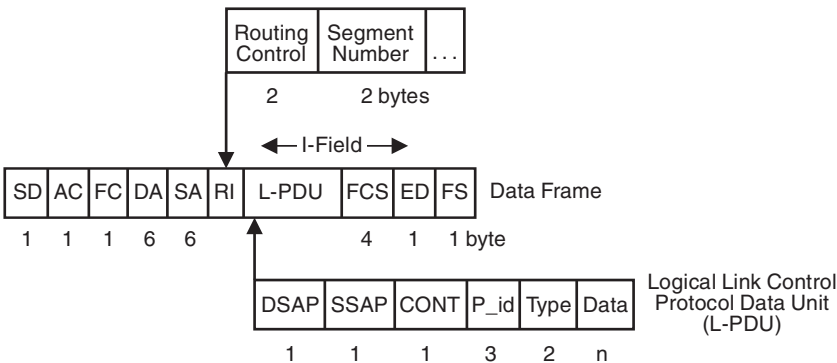 Routing Control Segment Number ...
2 2 bytes
I-Field
SD AC FC DA SA RI L-PDU FCS ED FS Data Frame
1 1 1 6 6 4 1 1 byte
DSAP SSAP CONT P_id Type Data
1 1 1 3 2 n
Logical Link Control
Protocol Data Unit
(L-PDU)